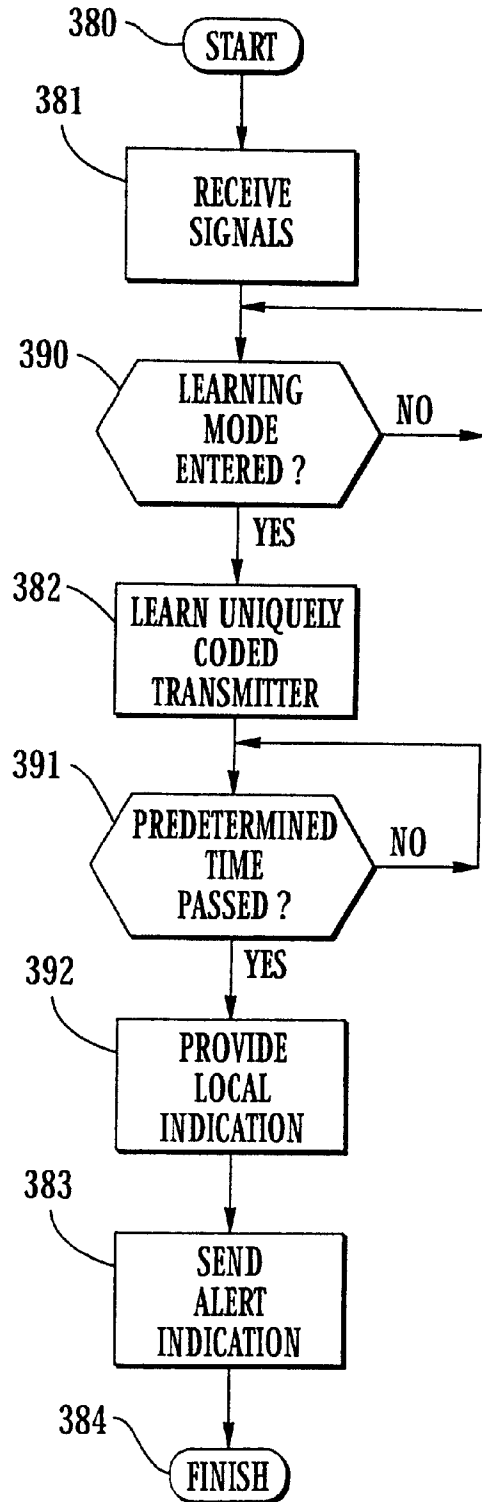 380
START
381
RECEIVE
SIGNALS
390
LEARNING
MODE
ENTERED ?
NO
YES
382
LEARN UNIQUELY
CODED
TRANSMITTER
391
PREDETERMINED
TIME
PASSED ?
NO
YES
392
PROVIDE
LOCAL
INDICATION
383
SEND
ALERT
INDICATION
384
FINISH